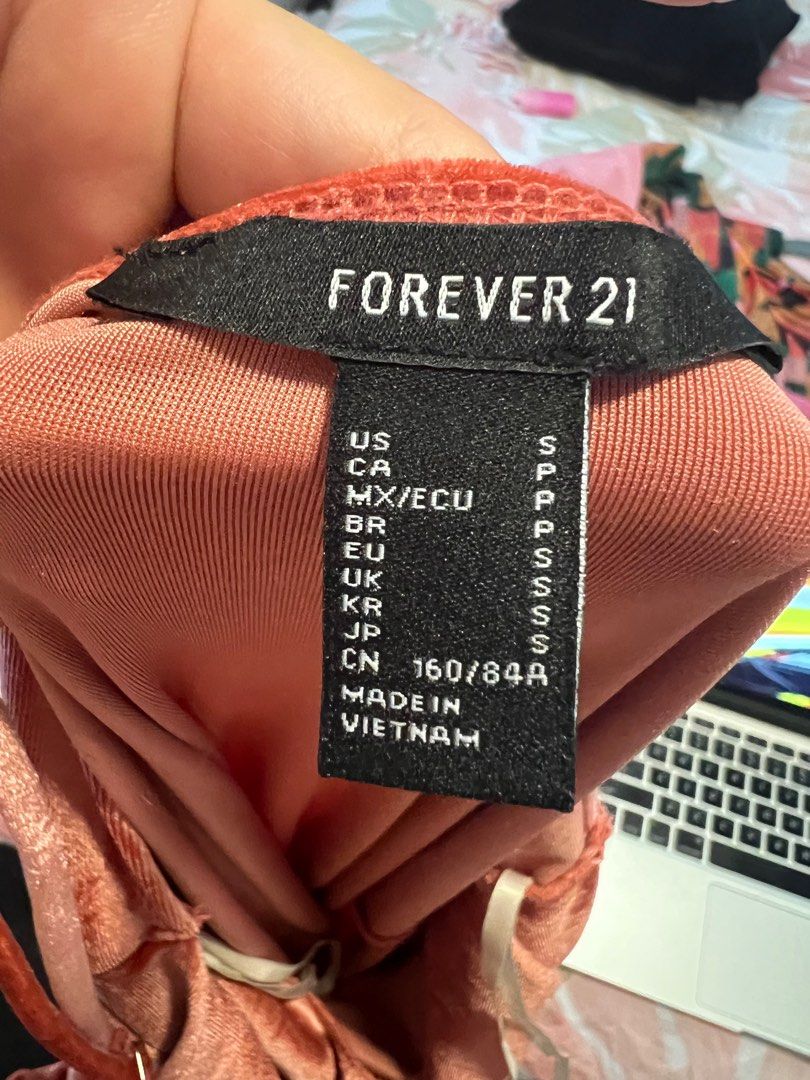 FOREVER 21
US S
CA P
MX/ECU P
BR P
EU S
UK S
KR S
JP S
CN 160/84A
MADE IN
VIETNAM